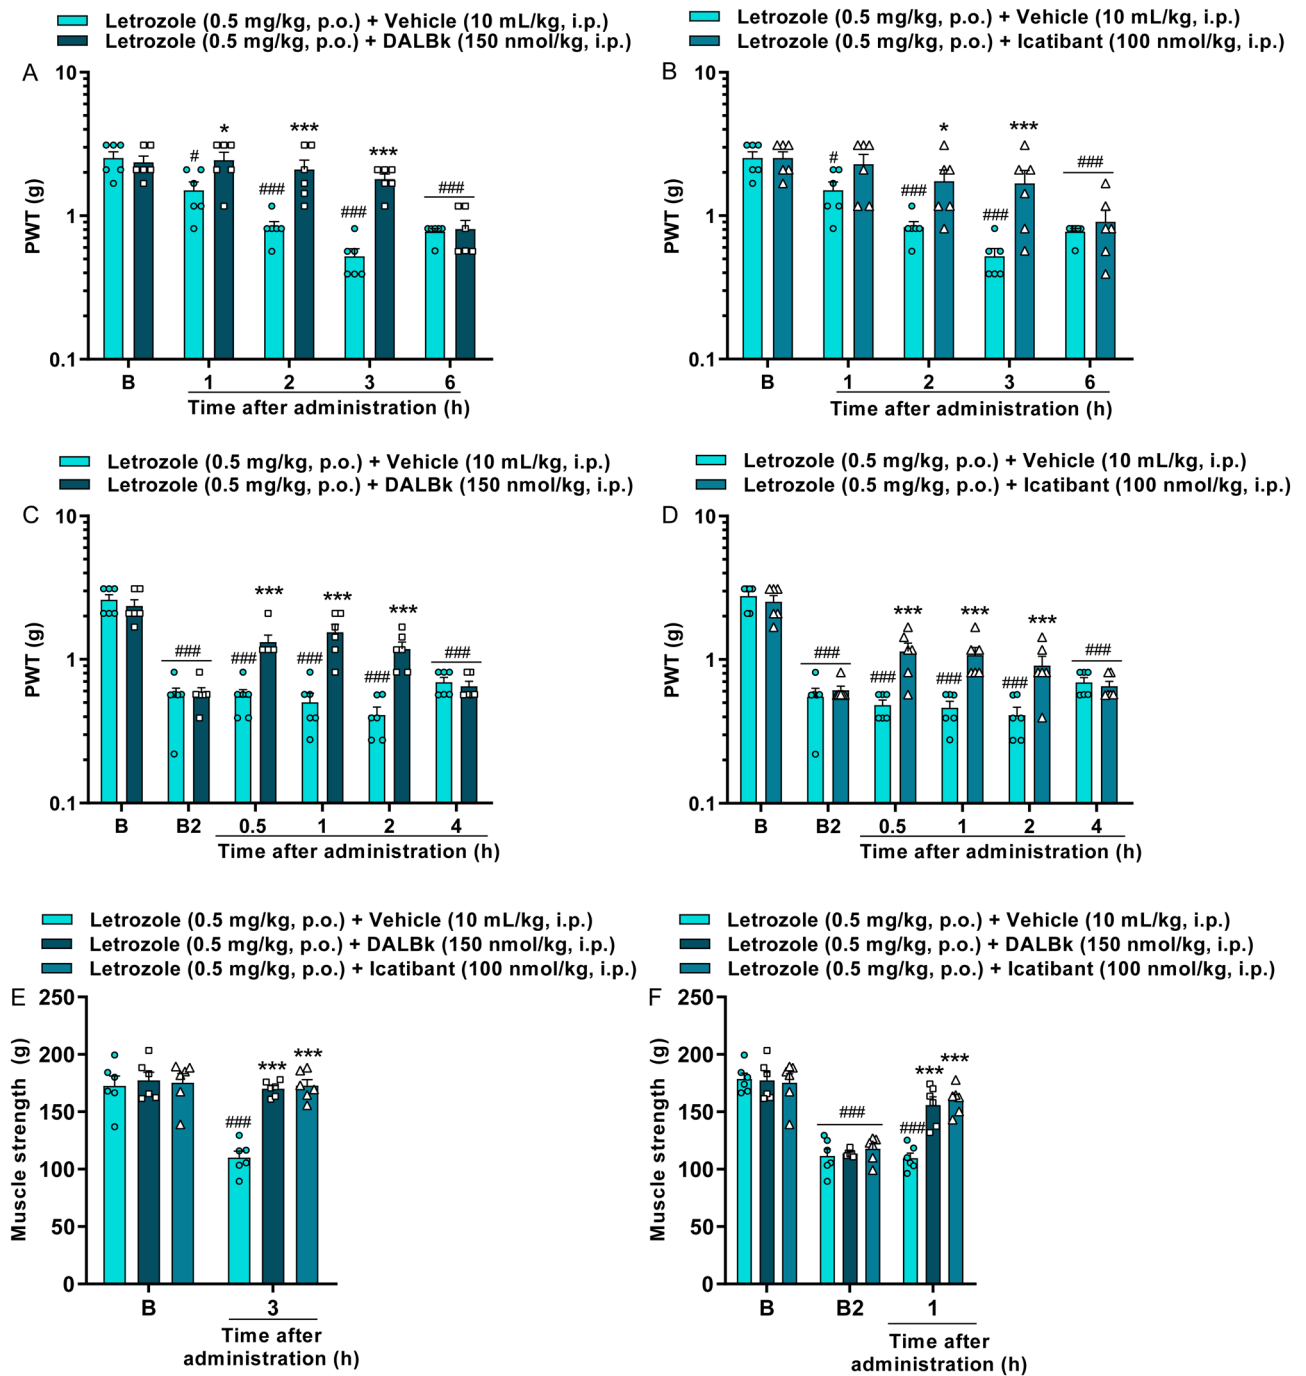 Letrozole (0.5 mg/kg, p.o.) + Vehicle (10 mL/kg, i.p.)
Letrozole (0.5 mg/kg, p.o.) + DALBk (150 nmol/kg, i.p.)
A
10
1
0.1
PWT (g)
#
*
###
***
###
***
###
B
1
2
3
6
Time after administration (h)
Letrozole (0.5 mg/kg, p.o.) + Vehicle (10 mL/kg, i.p.)
Letrozole (0.5 mg/kg, p.o.) + Icatibant (100 nmol/kg, i.p.)
B
10
1
0.1
PWT (g)
#
###
*
###
***
###
B
1
2
3
6
Time after administration (h)
Letrozole (0.5 mg/kg, p.o.) + Vehicle (10 mL/kg, i.p.)
Letrozole (0.5 mg/kg, p.o.) + DALBk (150 nmol/kg, i.p.)
C
10
1
0.1
PWT (g)
###
###
***
###
***
###
***
###
B
B2
0.5
1
2
4
Time after administration (h)
Letrozole (0.5 mg/kg, p.o.) + Vehicle (10 mL/kg, i.p.)
Letrozole (0.5 mg/kg, p.o.) + Icatibant (100 nmol/kg, i.p.)
D
10
1
0.1
PWT (g)
###
###
***
###
***
###
***
###
B
B2
0.5
1
2
4
Time after administration (h)
Letrozole (0.5 mg/kg, p.o.) + Vehicle (10 mL/kg, i.p.)
Letrozole (0.5 mg/kg, p.o.) + DALBk (150 nmol/kg, i.p.)
Letrozole (0.5 mg/kg, p.o.) + Icatibant (100 nmol/kg, i.p.)
E
250
200
150
100
50
0
Muscle strength (g)
###
***
***
B
3
Time after
administration (h)
Letrozole (0.5 mg/kg, p.o.) + Vehicle (10 mL/kg, i.p.)
Letrozole (0.5 mg/kg, p.o.) + DALBk (150 nmol/kg, i.p.)
Letrozole (0.5 mg/kg, p.o.) + Icatibant (100 nmol/kg, i.p.)
F
250
200
150
100
50
0
Muscle strength (g)
###
###
***
***
B
B2
1
Time after
administration (h)